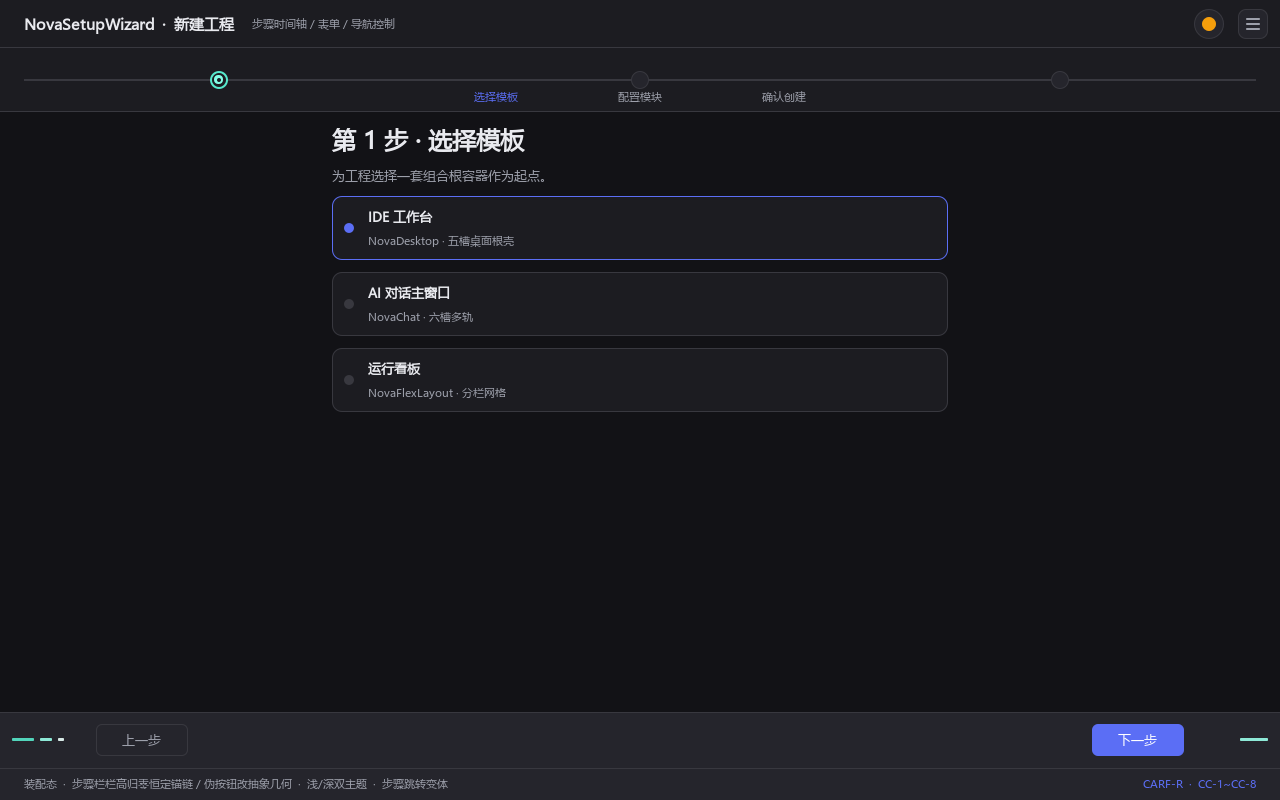 NovaSetupWizard · 新建工程 步骤时间轴 / 表单 / 导航控制
选择模板 配置模块 确认创建
第 1 步 · 选择模板
为工程选择一套组合根容器作为起点。
IDE 工作台
NovaDesktop · 五槽桌面根壳
AI 对话主窗口
NovaChat · 六槽多轨
运行看板
NovaFlexLayout · 分栏网格
上一步 下一步
装配态 · 步骤栏栏高归零恒定锚链 / 伪按钮改抽象几何 · 浅/深双主题 · 步骤跳转变体 CARF-R · CC-1~CC-8